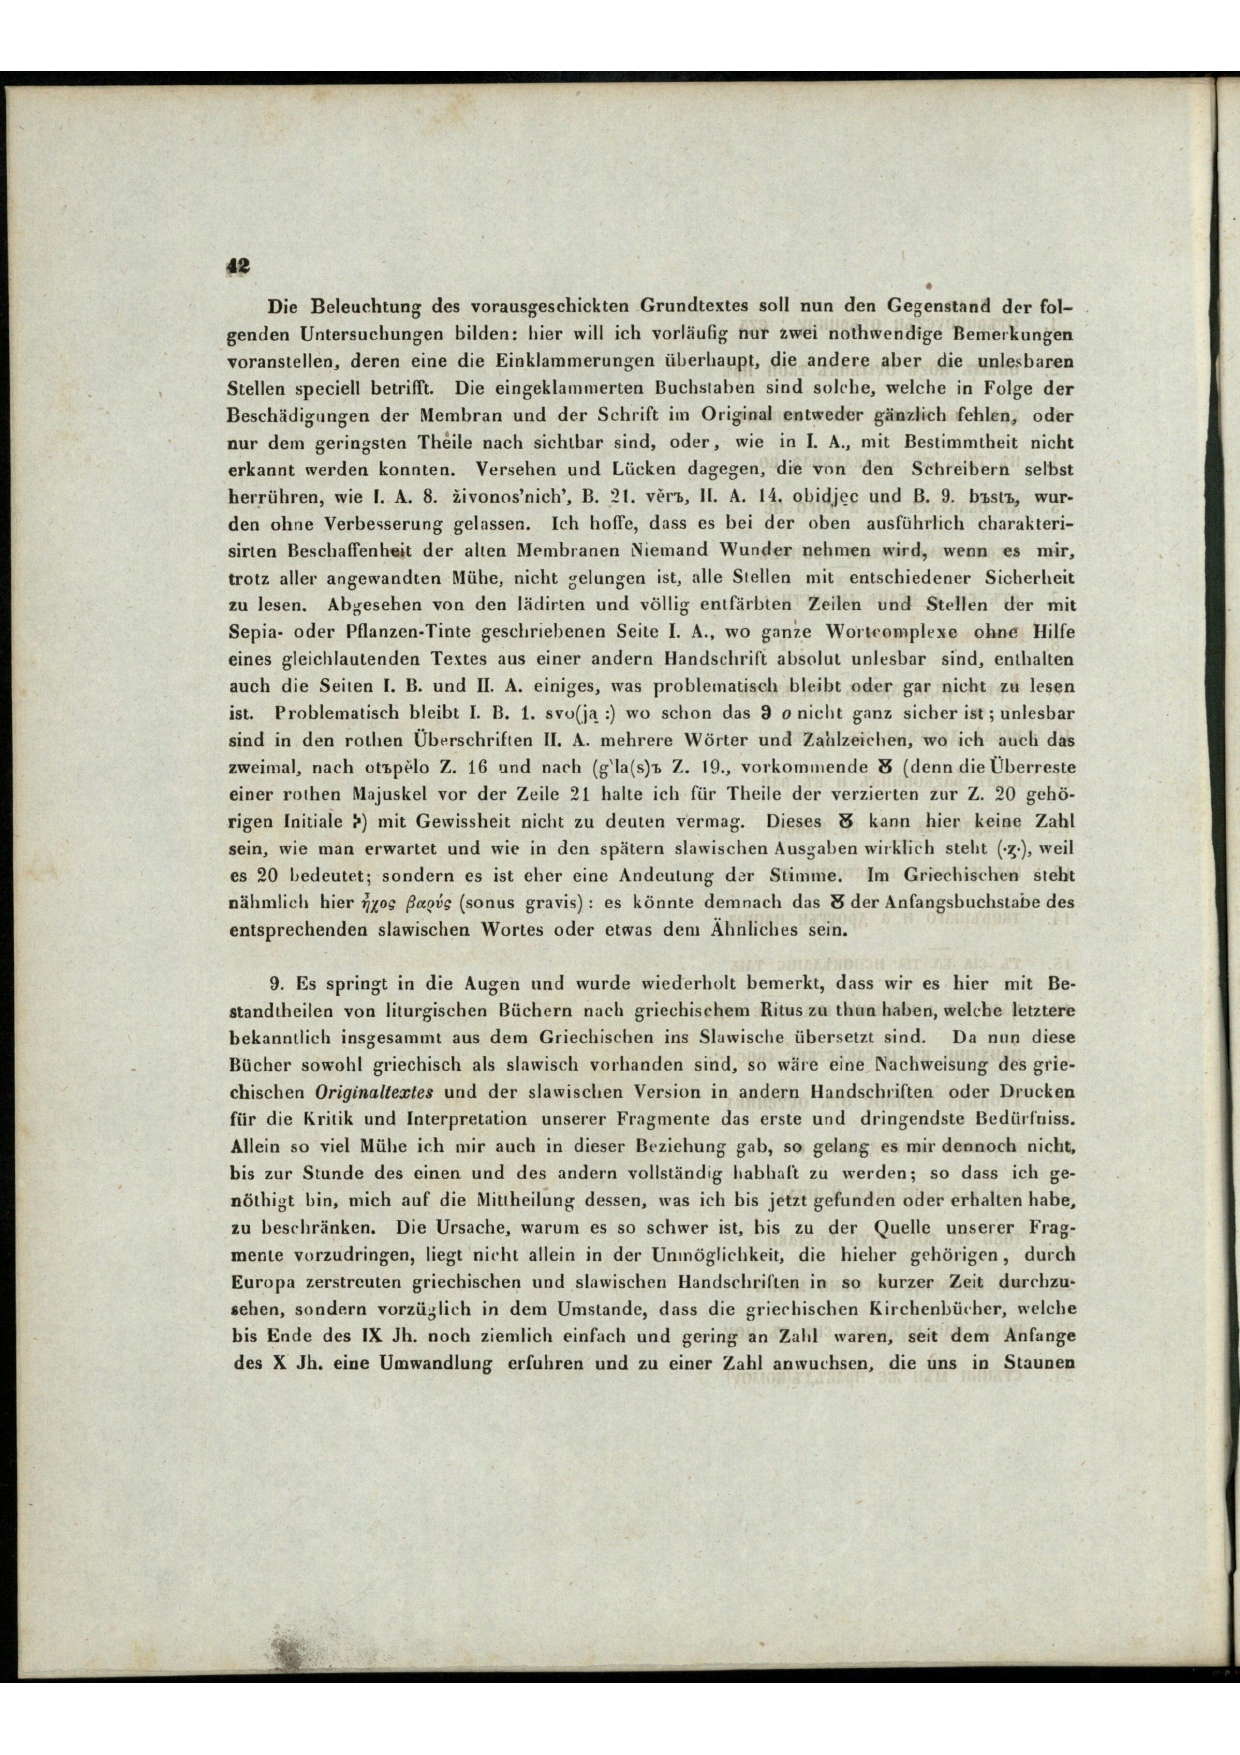 42
Die Beleuchtung des vorausgeschickten Grundtextes soll nun den Gegenstand der fol-
genden Untersuchungen bilden: hier will ich vorläufig nur zwei nothwendige Bemerkungen
voranstellen, deren eine die Einklammerungen überhaupt, die andere aber die unlesbaren
Stellen speciell betrifft. Die eingeklammerten Buchstaben sind solche, welche in Folge der
Beschädigungen der Membran und der Schrift im Original entweder gänzlich fehlen, oder
nur dem geringsten Theile nach sichtbar sind, oder, wie in I. A., mit Bestimmtheit nicht
erkannt werden konnten. Versehen und Lücken dagegen, die von den Schreibern selbst
herrühren, wie I. A. 8. živonos'nich', B. 21. věrъ, II. A. 14. obidjęc und B. 9. bъstъ, wur-
den ohne Verbesserung gelassen. Ich hoffe, dass es bei der oben ausführlich charakteri-
sirten Beschaffenheit der alten Membranen Niemand Wunder nehmen wird, wenn es mir,
trotz aller angewandten Mühe, nicht gelungen ist, alle Stellen mit entschiedener Sicherheit
zu lesen. Abgesehen von den lädirten und völlig entfärbten Zeilen und Stellen der mit
Sepia- oder Pflanzen-Tinte geschriebenen Seite I. A., wo ganze Wortcomplexe ohne Hilfe
eines gleichlautenden Textes aus einer andern Handschrift absolut unlesbar sind, enthalten
auch die Seiten I. B. und II. A. einiges, was problematisch bleibt oder gar nicht zu lesen
ist. Problematisch bleibt I. B. 1. svo(ją:) wo schon das Ⰵ o nicht ganz sicher ist; unlesbar
sind in den rothen Überschriften II. A. mehrere Wörter und Zahlzeichen, wo ich auch das
zweimal, nach otъpělo Z. 16 und nach (g'la(s)ъ Z. 19., vorkommende Ⰸ (denn die Überreste
einer rothen Majuskel vor der Zeile 21 halte ich für Theile der verzierten zur Z. 20 gehö-
rigen Initiale) mit Gewissheit nicht zu deuten vermag. Dieses Ⰸ kann hier keine Zahl
sein, wie man erwartet und wie in den spätern slawischen Ausgaben wirklich steht (·ꙁ·), weil
es 20 bedeutet; sondern es ist eher eine Andeutung der Stimme. Im Griechischen steht
nähmlich hier ἦχος βαρύς (sonus gravis): es könnte demnach das Ⰸ der Anfangsbuchstabe des
entsprechenden slawischen Wortes oder etwas dem Ähnliches sein.
9. Es springt in die Augen und wurde wiederholt bemerkt, dass wir es hier mit Be-
standtheilen von liturgischen Büchern nach griechischem Ritus zu thun haben, welche letztere
bekanntlich insgesammt aus dem Griechischen ins Slawische übersetzt sind. Da nun diese
Bücher sowohl griechisch als slawisch vorhanden sind, so wäre eine Nachweisung des grie-
chischen Originaltextes und der slawischen Version in andern Handschriften oder Drucken
für die Kritik und Interpretation unserer Fragmente das erste und dringendste Bedürfniss.
Allein so viel Mühe ich mir auch in dieser Beziehung gab, so gelang es mir dennoch nicht,
bis zur Stunde des einen und des andern vollständig habhaft zu werden; so dass ich ge-
nöthigt bin, mich auf die Mittheilung dessen, was ich bis jetzt gefunden oder erhalten habe,
zu beschränken. Die Ursache, warum es so schwer ist, bis zu der Quelle unserer Frag-
mente vorzudringen, liegt nicht allein in der Unmöglichkeit, die hieher gehörigen, durch
Europa zerstreuten griechischen und slawischen Handschriften in so kurzer Zeit durchzu-
sehen, sondern vorzüglich in dem Umstande, dass die griechischen Kirchenbücher, welche
bis Ende des IX Jh. noch ziemlich einfach und gering an Zahl waren, seit dem Anfange
des X Jh. eine Umwandlung erfuhren und zu einer Zahl anwuchsen, die uns in Staunen